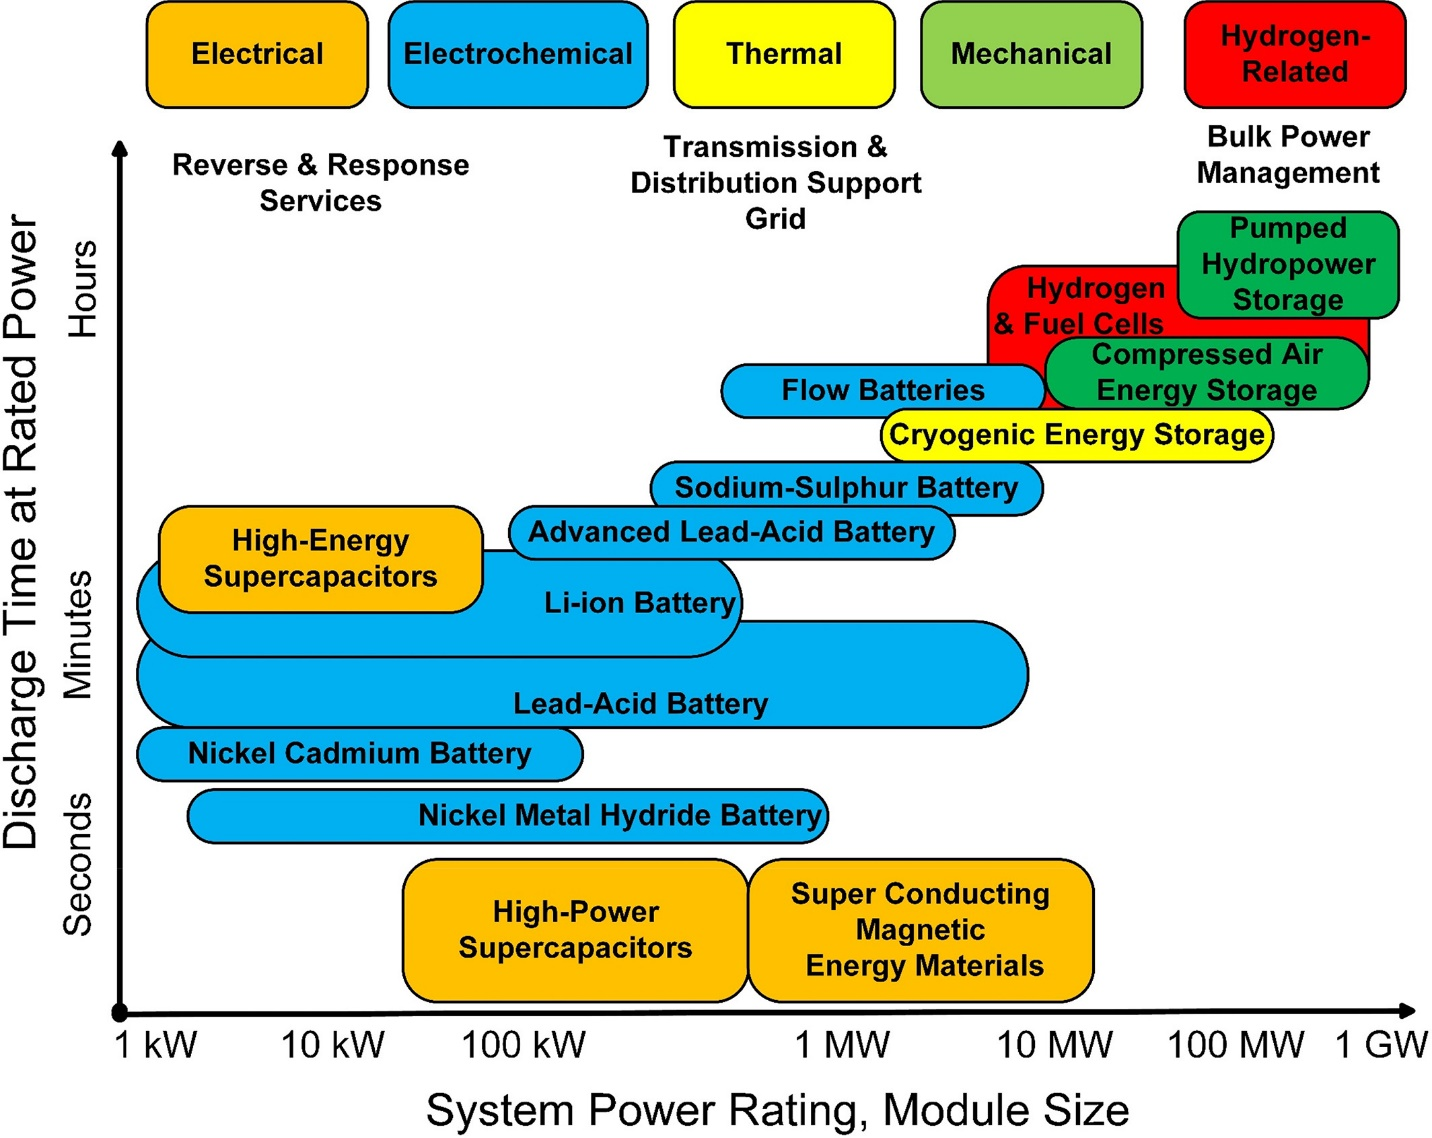 Electrical
Electrochemical
Thermal
Mechanical
Hydrogen-
Related
Reverse & Response
Services
Transmission &
Distribution Support
Grid
Bulk Power
Management
Discharge Time at Rated Power
Hours
Minutes
Seconds
Pumped
Hydropower
Storage
Hydrogen
& Fuel Cells
Compressed Air
Energy Storage
Flow Batteries
Cryogenic Energy Storage
Sodium-Sulphur Battery
Advanced Lead-Acid Battery
High-Energy
Supercapacitors
Li-ion Battery
Lead-Acid Battery
Nickel Cadmium Battery
Nickel Metal Hydride Battery
High-Power
Supercapacitors
Super Conducting
Magnetic
Energy Materials
1 kW 10 kW 100 kW 1 MW 10 MW 100 MW 1 GW
System Power Rating, Module Size